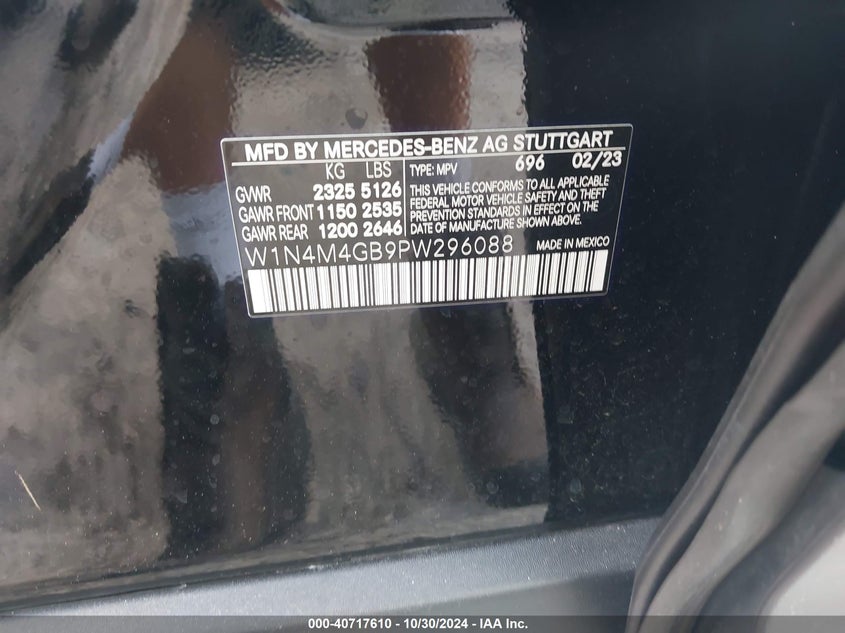 MFD BY MERCEDES-BENZ AG STUTTGART
KG LBS TYPE: MPV 696 02/23
GVWR 2325 5126 THIS VEHICLE CONFORMS TO ALL APPLICABLE
FEDERAL MOTOR VEHICLE SAFETY AND THEFT
GAWR FRONT 1150 2535 PREVENTION STANDARDS IN EFFECT ON THE
GAWR REAR 1200 2646 DATE OF MANUFACTURE SHOWN ABOVE.
W1N4M4GB9PW296088 MADE IN MEXICO
000-40717610 / 10/30/2024 - IAA Inc.